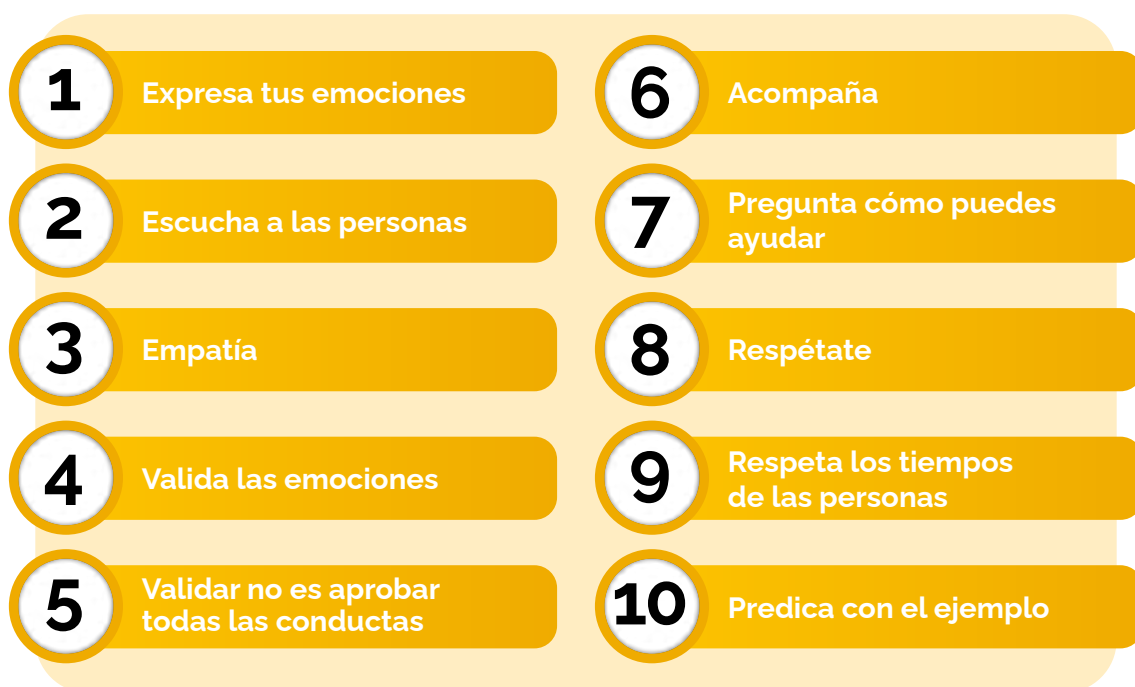 1
Expresa tus emociones
2
Escucha a las personas
3
Empatía
4
Valida las emociones
5
Validar no es aprobar
todas las conductas
6
Acompaña
7
Pregunta cómo puedes
ayudar
8
Respétate
9
Respeta los tiempos
de las personas
10
Predica con el ejemplo